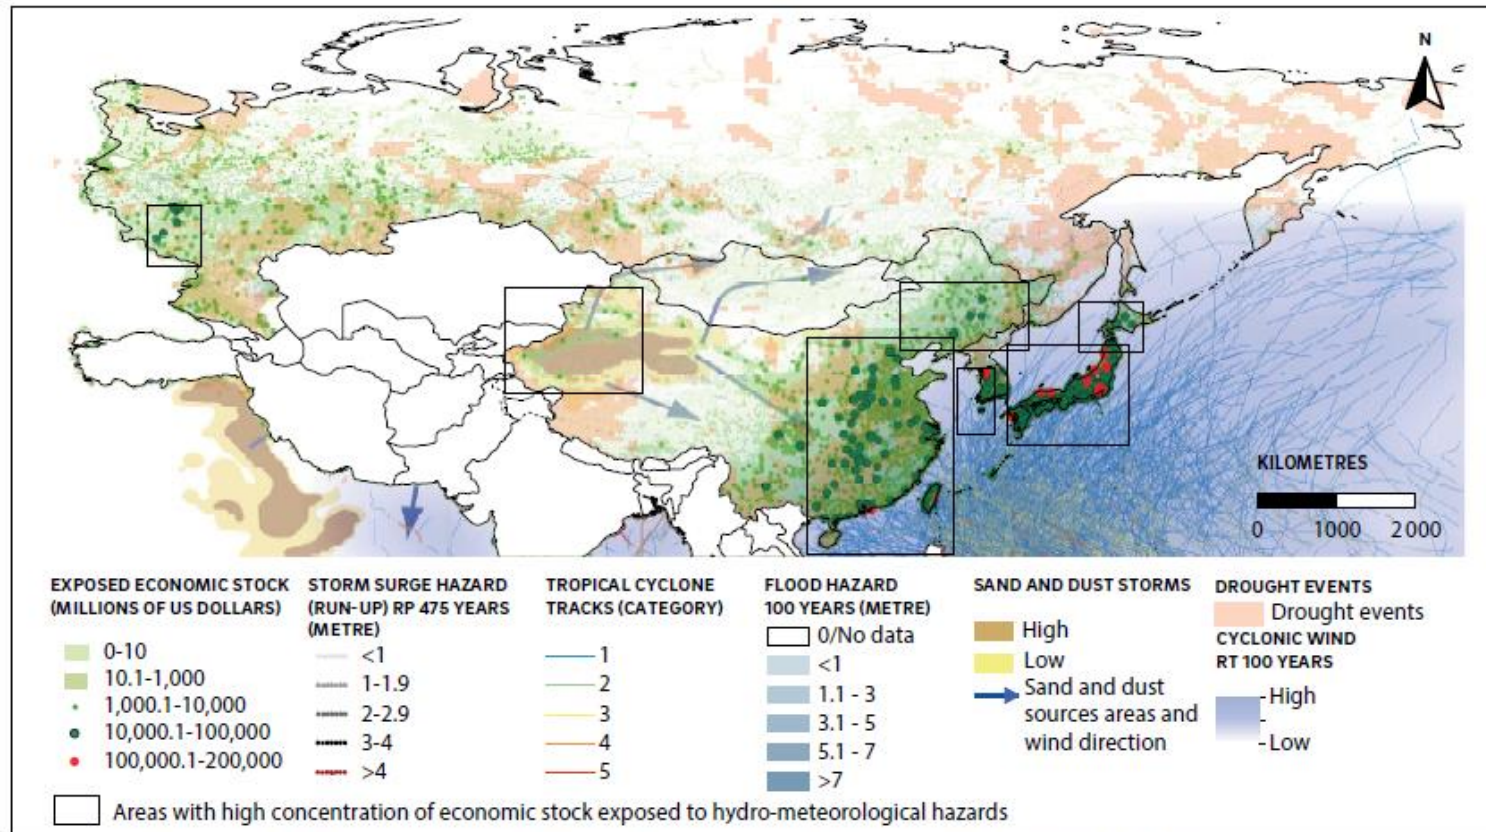 N
KILOMETRES
0 1000 2000
EXPOSED ECONOMIC STOCK
(MILLIONS OF US DOLLARS)
0-10
10.1-1,000
1,000.1-10,000
10,000.1-100,000
100,000.1-200,000
STORM SURGE HAZARD
(RUN-UP) RP 475 YEARS
(METRE)
<1
1-1.9
2-2.9
3-4
>4
TROPICAL CYCLONE
TRACKS (CATEGORY)
1
2
3
4
5
FLOOD HAZARD
100 YEARS (METRE)
0/No data
<1
1.1 - 3
3.1 - 5
5.1 - 7
>7
SAND AND DUST STORMS
High
Low
Sand and dust
sources areas and
wind direction
DROUGHT EVENTS
Drought events
CYCLONIC WIND
RT 100 YEARS
High
Low
Areas with high concentration of economic stock exposed to hydro-meteorological hazards